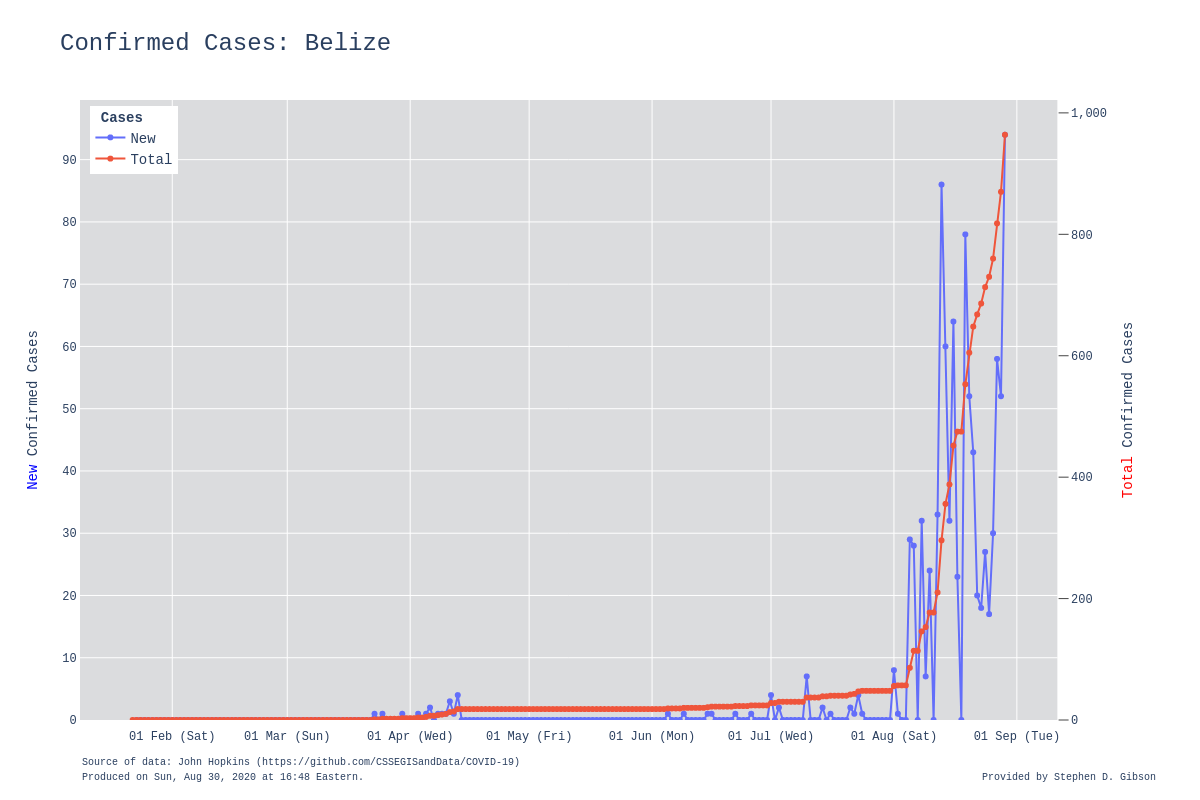 Confirmed Cases: Belize
Cases
New
Total
90
80
70
60
50
40
30
20
10
0
New Confirmed Cases
1,000
800
600
400
200
0
Total Confirmed Cases
01 Feb (Sat) 01 Mar (Sun) 01 Apr (Wed) 01 May (Fri) 01 Jun (Mon) 01 Jul (Wed) 01 Aug (Sat) 01 Sep (Tue)
Source of data: John Hopkins (https://github.com/CSSEGISandData/COVID-19)
Produced on Sun, Aug 30, 2020 at 16:48 Eastern.
Provided by Stephen D. Gibson